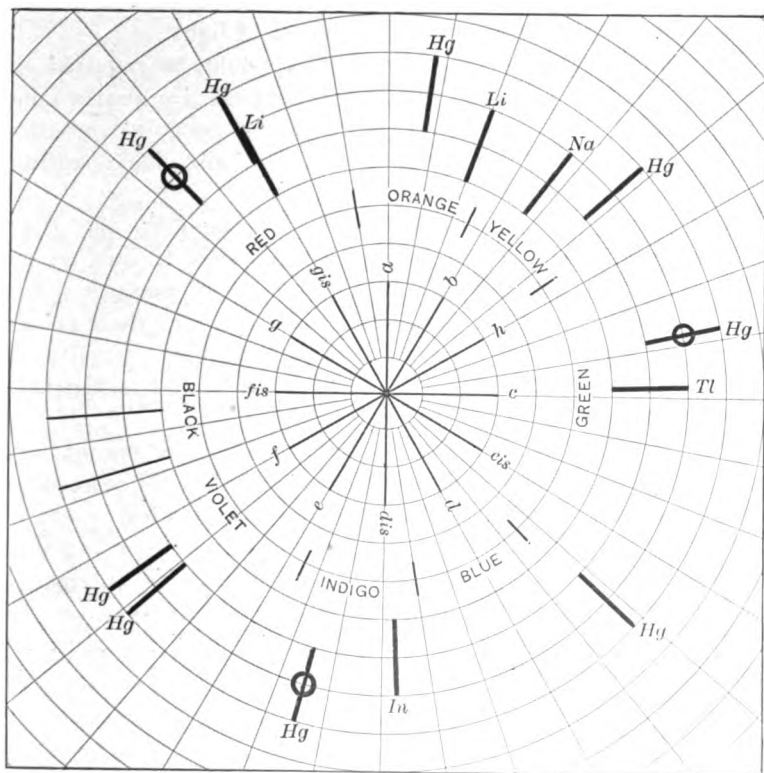 Hg
Hg
Li
Li
Hg
Na
Hg
ORANGE
YELLOW
RED
gis
a
b
g
h
Hg
BLACK
fis
c
GREEN
Tl
f
cis
VIOLET
e
dis
d
BLUE
INDIGO
Hg
Hg
Hg
In
Hg